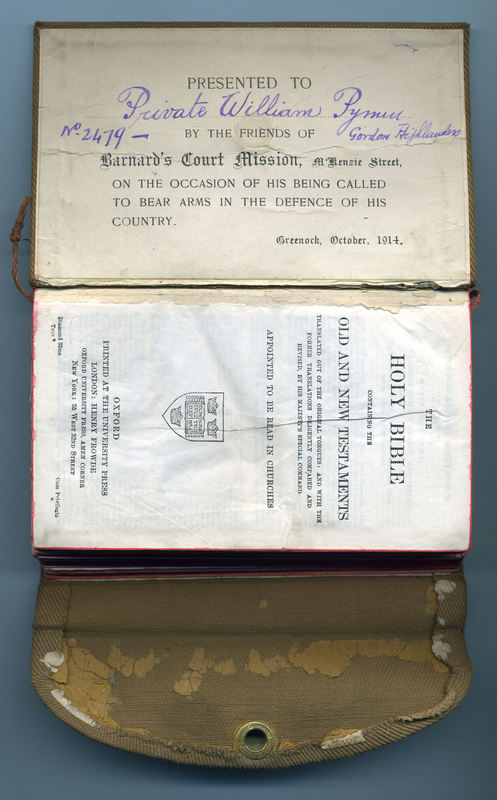 PRESENTED TO
Private William Pymm
Nº 2479 — Gordon Highlanders
BY THE FRIENDS OF
Barnard's Court Mission, M'Kenzie Street,
ON THE OCCASION OF HIS BEING CALLED
TO BEAR ARMS IN THE DEFENCE OF HIS
COUNTRY.
Greenock, October, 1914.
THE
HOLY BIBLE
CONTAINING THE
OLD AND NEW TESTAMENTS
TRANSLATED OUT OF THE ORIGINAL TONGUES: AND WITH THE
FORMER TRANSLATIONS DILIGENTLY COMPARED AND
REVISED, BY HIS MAJESTY'S SPECIAL COMMAND
APPOINTED TO BE READ IN CHURCHES
OXFORD
PRINTED AT THE UNIVERSITY PRESS
LONDON: HENRY FROWDE
OXFORD UNIVERSITY PRESS, AMEN CORNER
NEW YORK: 35 WEST 32ND STREET
Diamond 32mo
Text *
Cum Privilegio
*